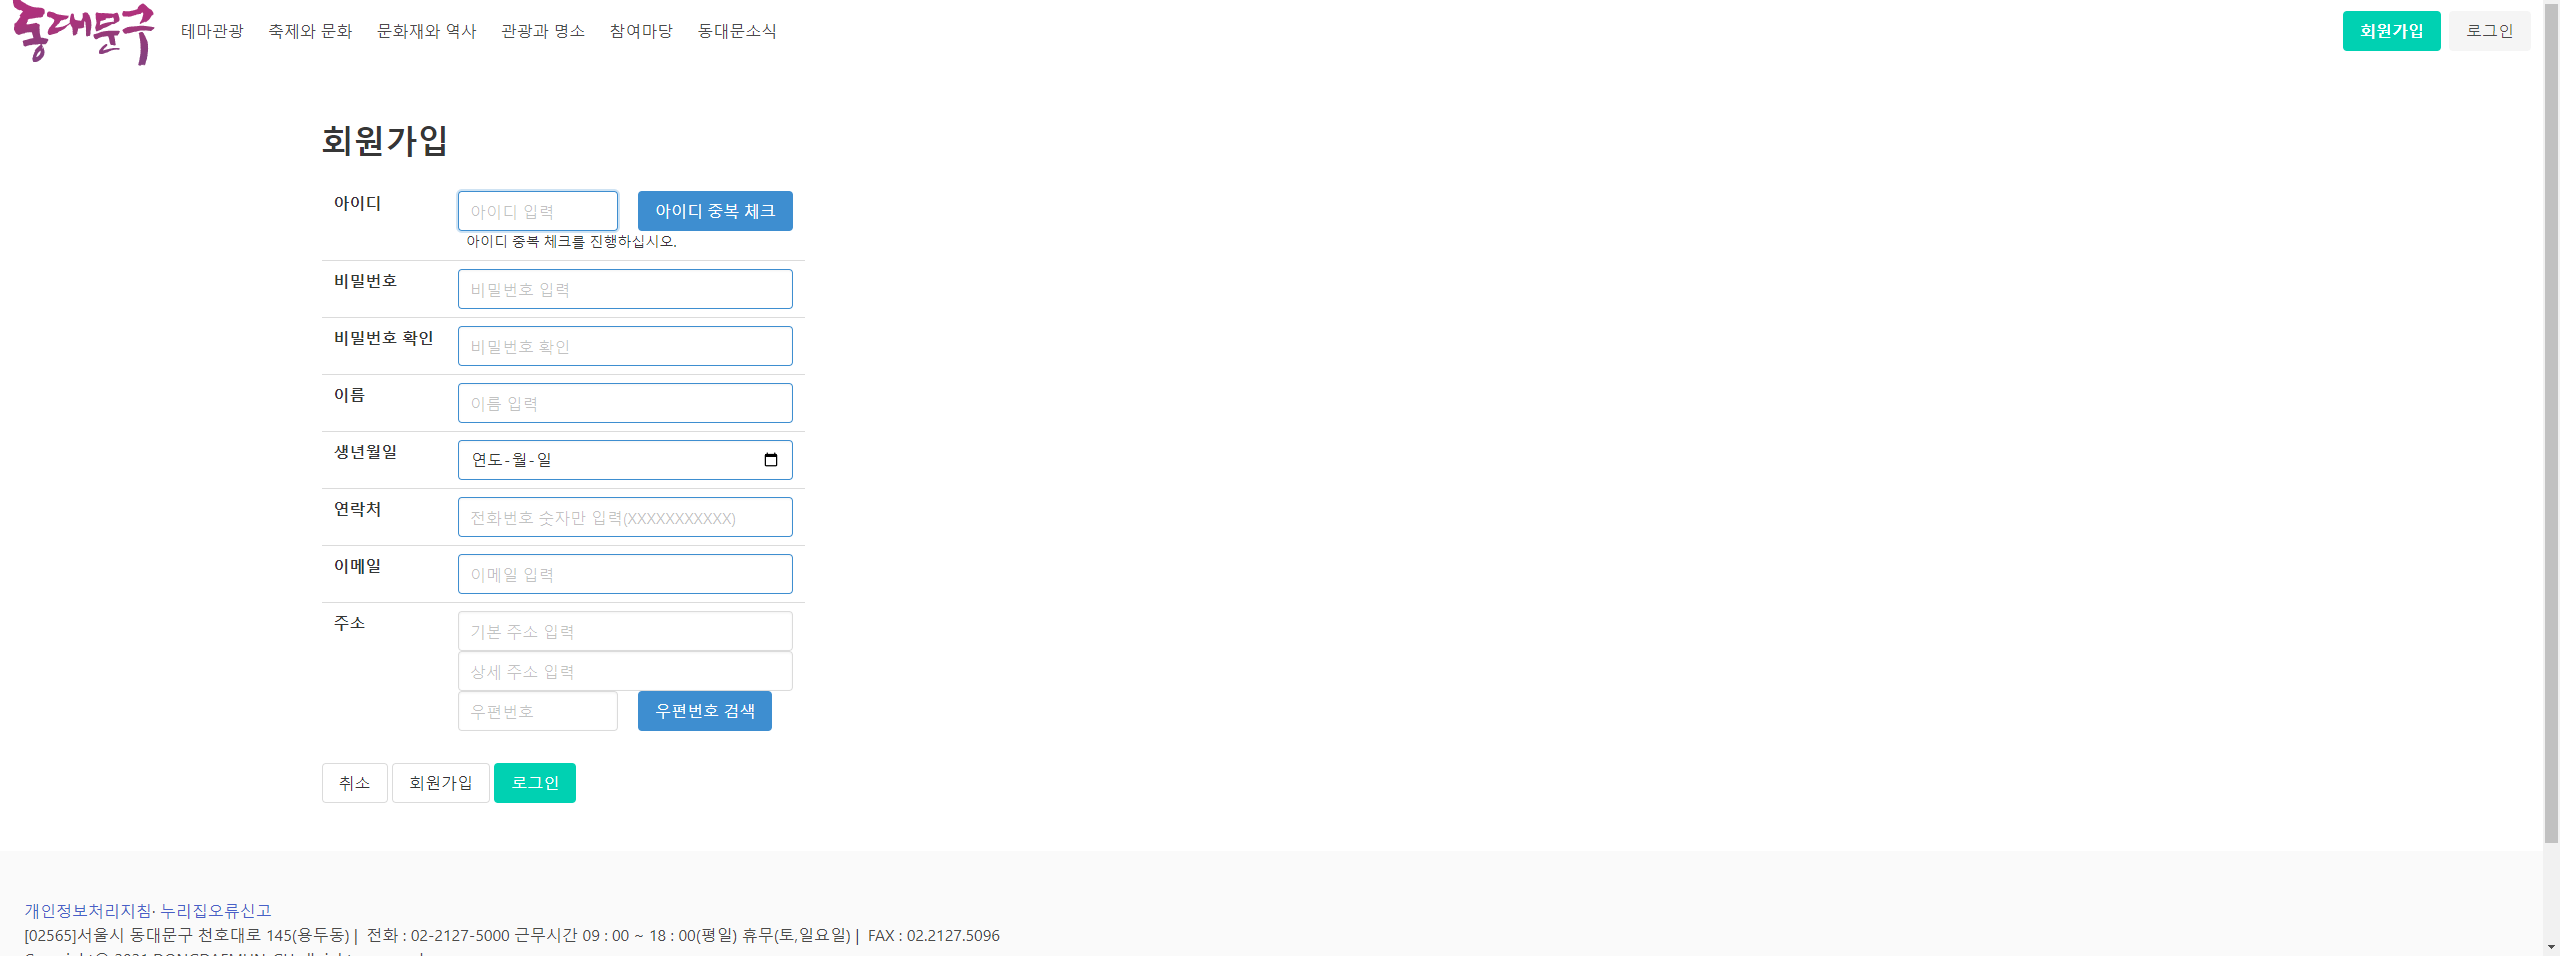 동대문구 테마관광 축제와 문화 문화재와 역사 관광과 명소 참여마당 동대문소식 회원가입 로그인
회원가입
아이디 아이디 입력 아이디 중복 체크
아이디 중복 체크를 진행하십시오.
비밀번호 비밀번호 입력
비밀번호 확인 비밀번호 확인
이름 이름 입력
생년월일 연도-월-일
연락처 전화번호 숫자만 입력(XXXXXXXXXXX)
이메일 이메일 입력
주소 기본 주소 입력
상세 주소 입력
우편번호 우편번호 검색
취소 회원가입 로그인
개인정보처리지침· 누리집오류신고
[02565]서울시 동대문구 천호대로 145(용두동) | 전화 : 02-2127-5000 근무시간 09 : 00 ~ 18 : 00(평일) 휴무(토,일요일) | FAX : 02.2127.5096